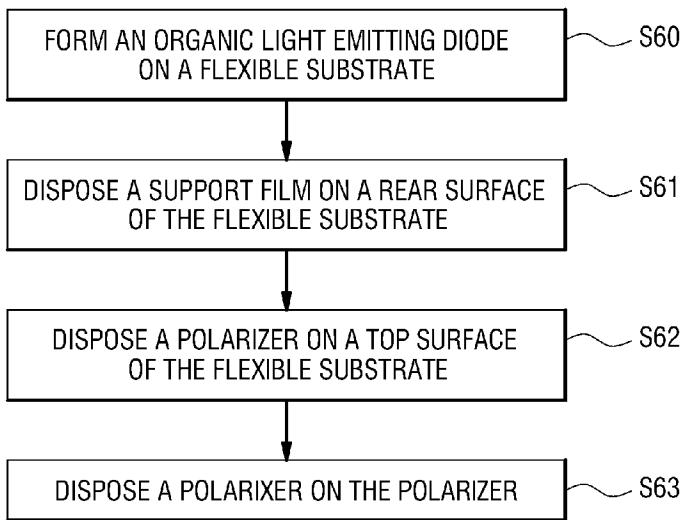 FORM AN ORGANIC LIGHT EMITTING DIODE
ON A FLEXIBLE SUBSTRATE
S60
DISPOSE A SUPPORT FILM ON A REAR SURFACE
OF THE FLEXIBLE SUBSTRATE
S61
DISPOSE A POLARIZER ON A TOP SURFACE
OF THE FLEXIBLE SUBSTRATE
S62
DISPOSE A POLARIXER ON THE POLARIZER
S63